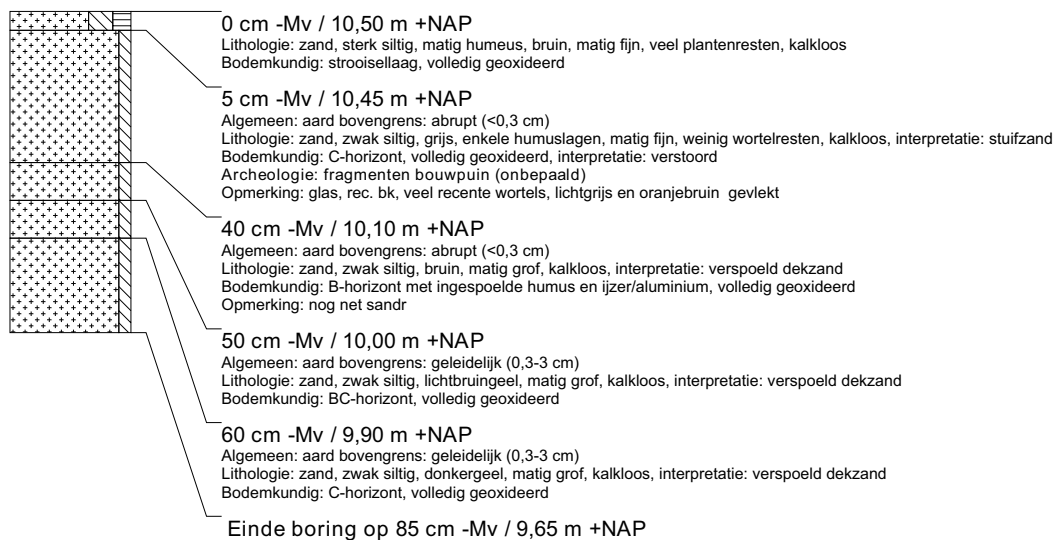 0 cm -Mv / 10,50 m +NAP
Lithologie: zand, sterk siltig, matig humeus, bruin, matig fijn, veel plantenresten, kalkloos
Bodemkundig: strooisellaag, volledig geoxideerd
5 cm -Mv / 10,45 m +NAP
Algemeen: aard bovengrens: abrupt (<0,3 cm)
Lithologie: zand, zwak siltig, grijs, enkele humuslagen, matig fijn, weinig wortelresten, kalkloos, interpretatie: stuifzand
Bodemkundig: C-horizont, volledig geoxideerd, interpretatie: verstoord
Archeologie: fragmenten bouwpuin (onbepaald)
Opmerking: glas, rec. bk, veel recente wortels, lichtgrijs en oranjebruin gevlekt
40 cm -Mv / 10,10 m +NAP
Algemeen: aard bovengrens: abrupt (<0,3 cm)
Lithologie: zand, zwak siltig, bruin, matig grof, kalkloos, interpretatie: verspoeld dekzand
Bodemkundig: B-horizont met ingespoelde humus en ijzer/aluminium, volledig geoxideerd
Opmerking: nog net sandr
50 cm -Mv / 10,00 m +NAP
Algemeen: aard bovengrens: geleidelijk (0,3-3 cm)
Lithologie: zand, zwak siltig, lichtbruingeel, matig grof, kalkloos, interpretatie: verspoeld dekzand
Bodemkundig: BC-horizont, volledig geoxideerd
60 cm -Mv / 9,90 m +NAP
Algemeen: aard bovengrens: geleidelijk (0,3-3 cm)
Lithologie: zand, zwak siltig, donkergeel, matig grof, kalkloos, interpretatie: verspoeld dekzand
Bodemkundig: C-horizont, volledig geoxideerd
Einde boring op 85 cm -Mv / 9,65 m +NAP